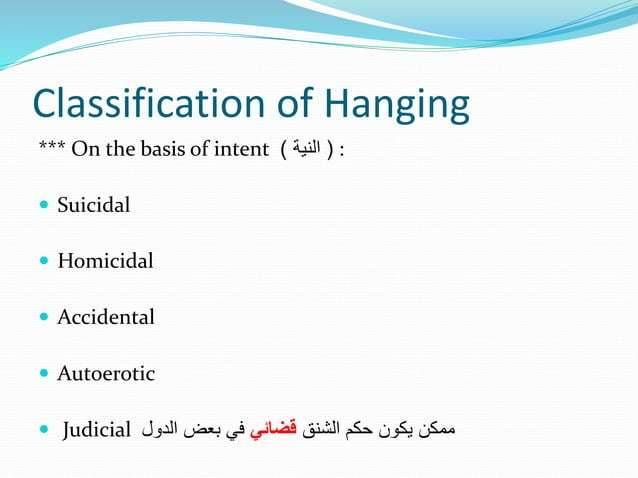 Classification of Hanging
*** On the basis of intent ( النية ) :
Suicidal
Homicidal
Accidental
Autoerotic
Judicial ممكن يكون حكم الشنق قضائي في بعض الدول